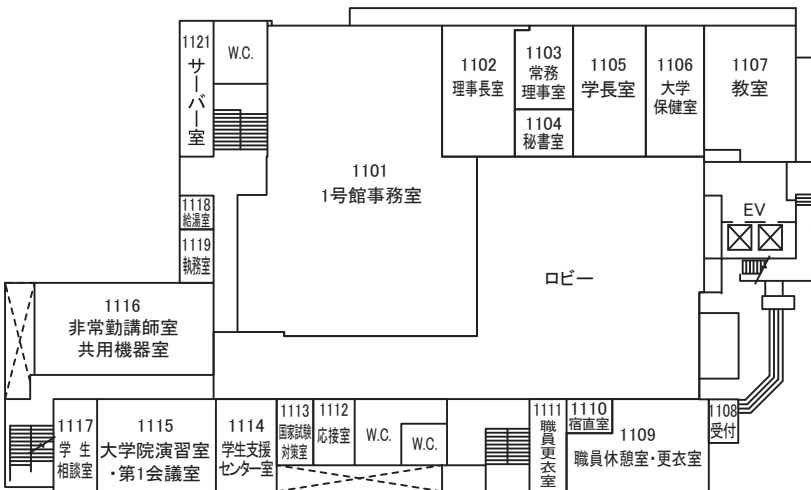 1121
サーバー室
W.C.
1102
理事長室
1103
常務
理事室
1104
秘書室
1105
学長室
1106
大学
保健室
1107
教室
1101
1号館事務室
1118
給湯室
1119
執務室
EV
ロビー
1116
非常勤講師室
共用機器室
1117
学生
相談室
1115
大学院演習室
・第1会議室
1114
学生支援
センター室
1113
国家試験
対策室
1112
応接室
W.C.
W.C.
1111
職員更衣室
1110
宿直室
1109
職員休憩室・更衣室
1108
受付